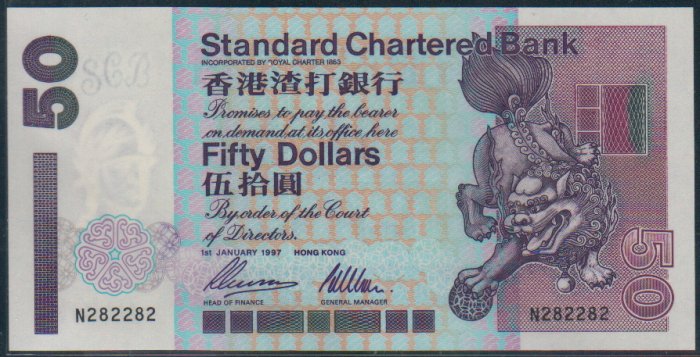 50
SCB
Standard Chartered Bank
INCORPORATED BY ROYAL CHARTER 1853
香港渣打銀行
Promises to pay the bearer
on demand at its office here
Fifty Dollars
伍拾圓
By order of the Court
of Directors.
1ST JANUARY 1997 HONG KONG
HEAD OF FINANCE GENERAL MANAGER
N282282 N282282
50